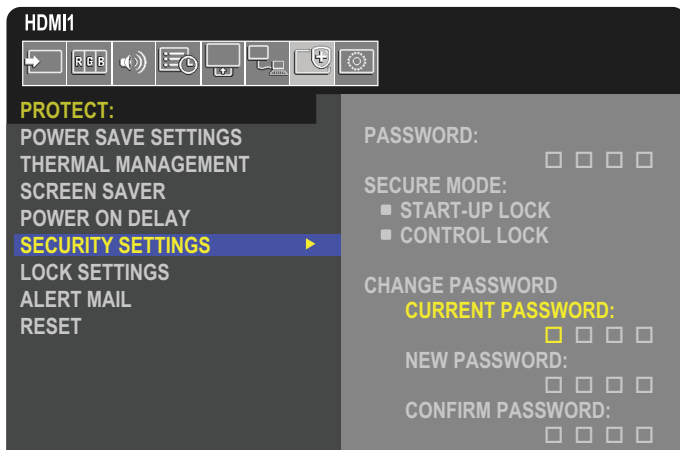 HDMI1
RGB
PROTECT:
POWER SAVE SETTINGS
THERMAL MANAGEMENT
SCREEN SAVER
POWER ON DELAY
SECURITY SETTINGS
LOCK SETTINGS
ALERT MAIL
RESET
PASSWORD:
SECURE MODE:
START-UP LOCK
CONTROL LOCK
CHANGE PASSWORD
CURRENT PASSWORD:
NEW PASSWORD:
CONFIRM PASSWORD: